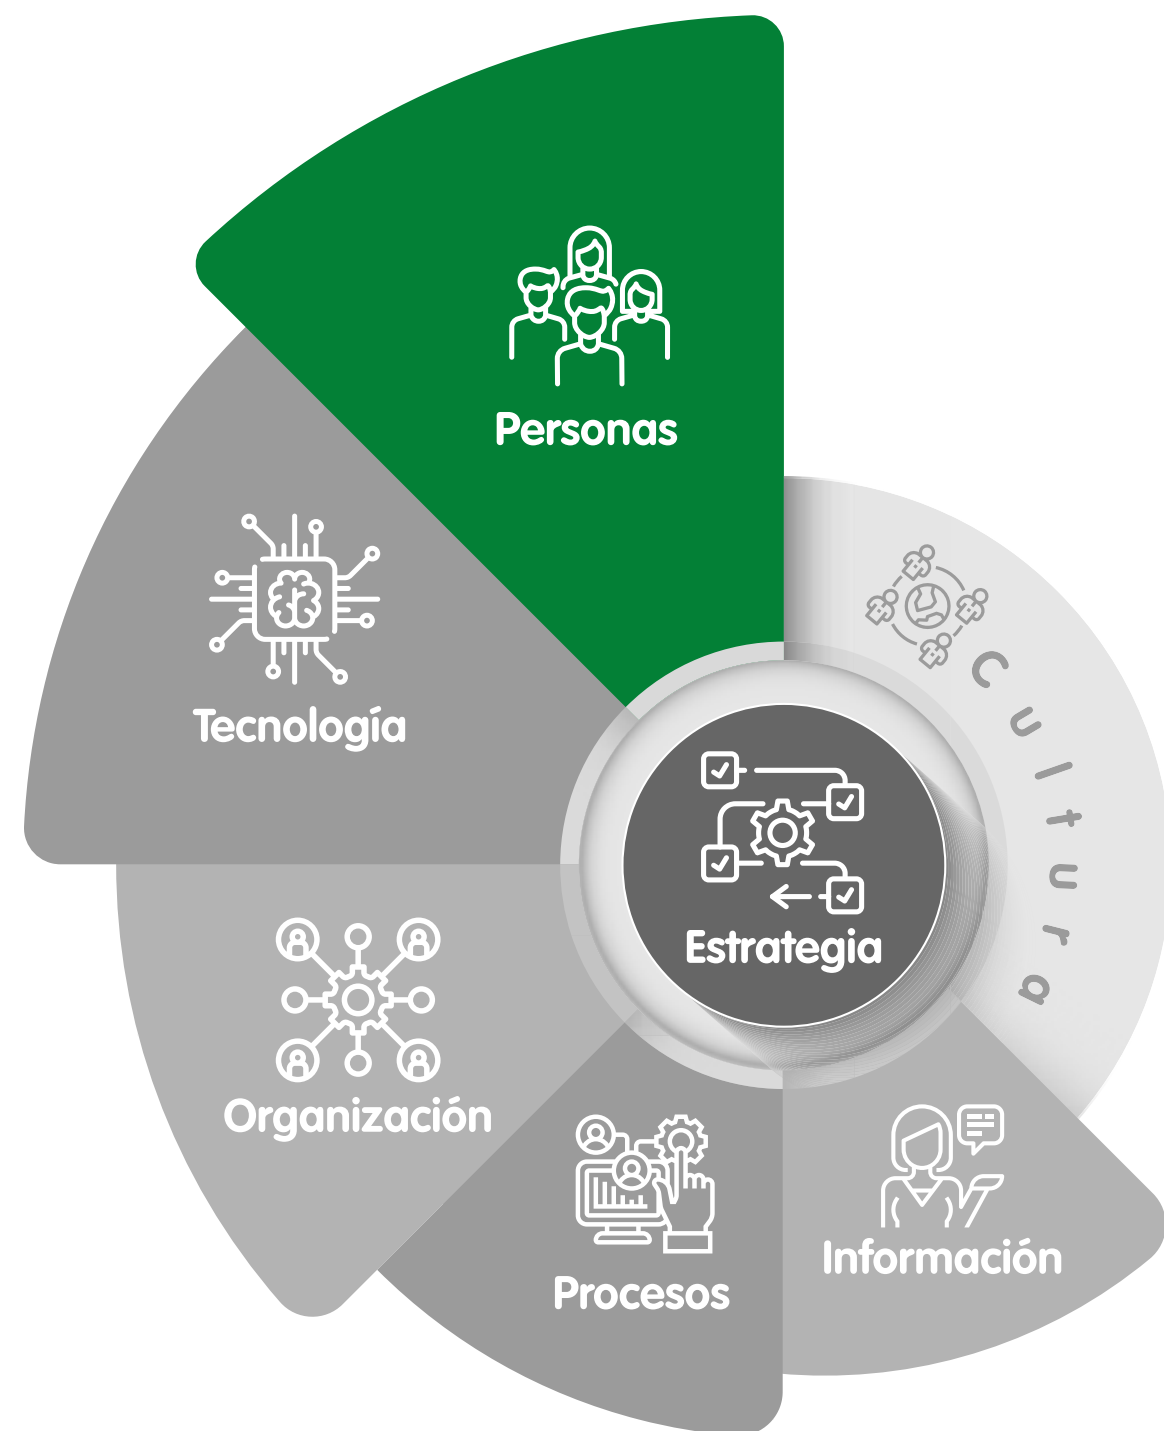 Personas
Tecnología
Cultura
Estrategia
Organización
Procesos
Información